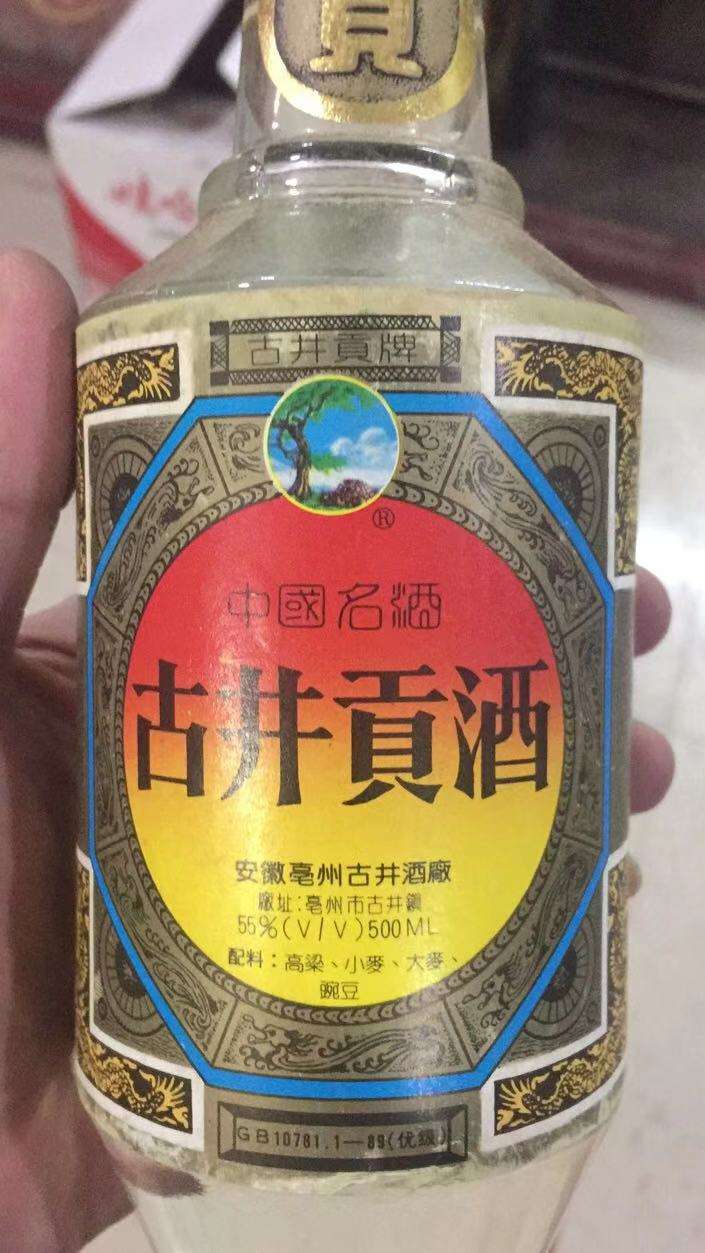 貢
古井貢牌
®
中國名酒
古井貢酒
安徽亳州古井酒廠
廠址:亳州市古井鎮
55%(V/V)500ML
配料:高粱、小麥、大麥、
豌豆
GB10781.1—89(优级)